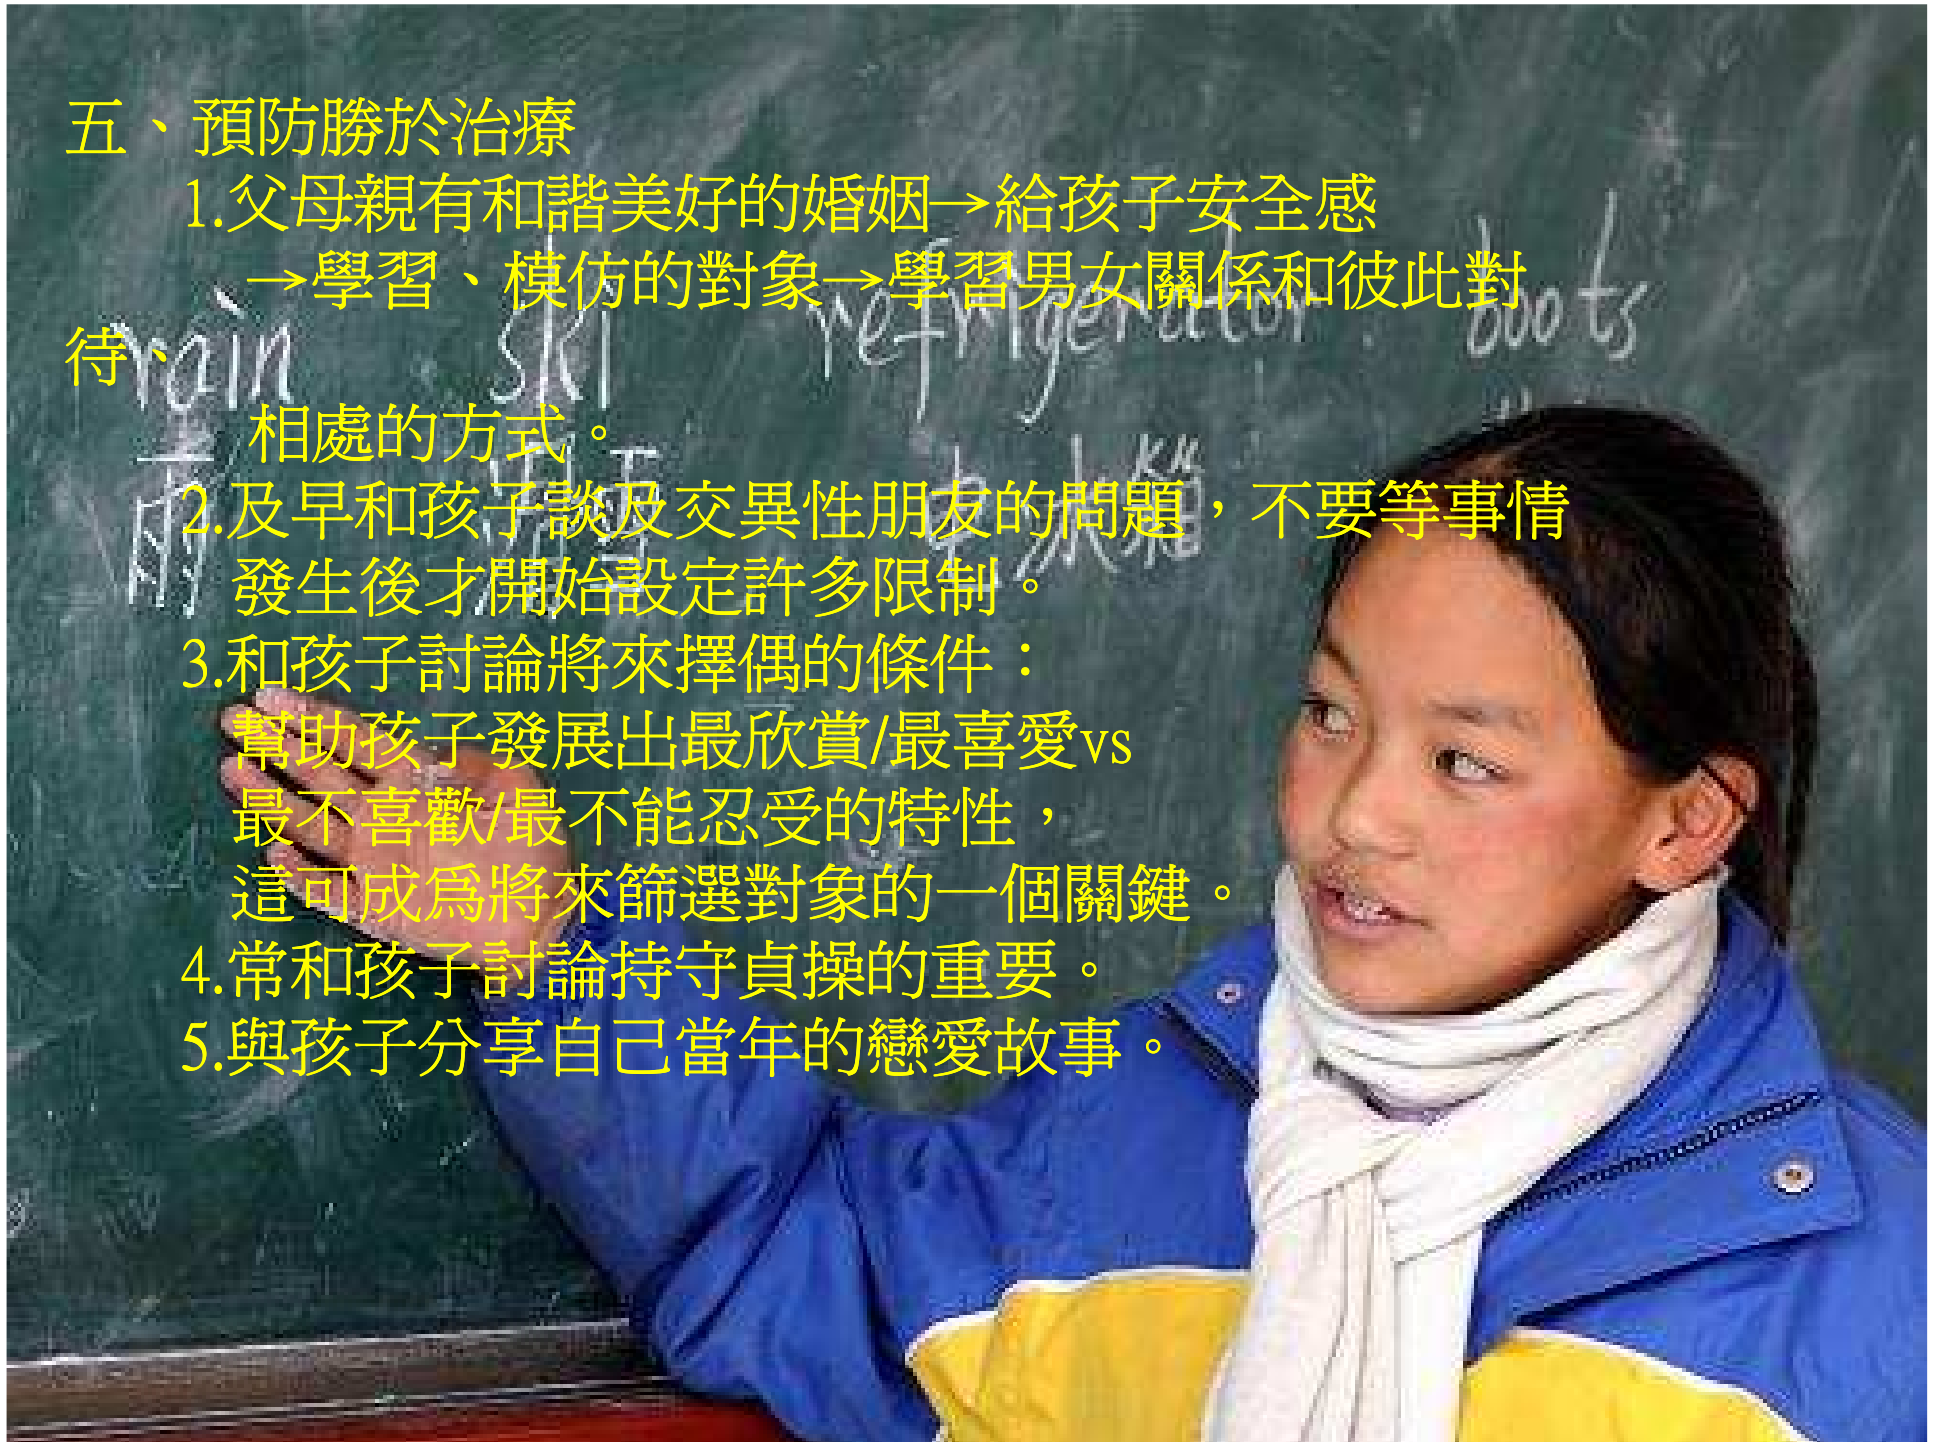 五、預防勝於治療
1.父母親有和諧美好的婚姻→給孩子安全感
→學習、模仿的對象→學習男女關係和彼此對
待、
相處的方式。
2.及早和孩子談及交異性朋友的問題，不要等事情
發生後才開始設定許多限制。
3.和孩子討論將來擇偶的條件：
幫助孩子發展出最欣賞/最喜愛vs
最不喜歡/最不能忍受的特性，
這可成為將來篩選對象的一個關鍵。
4.常和孩子討論持守貞操的重要。
5.與孩子分享自己當年的戀愛故事。
rain ski refrigerator boots
雨 滑雪 电冰箱